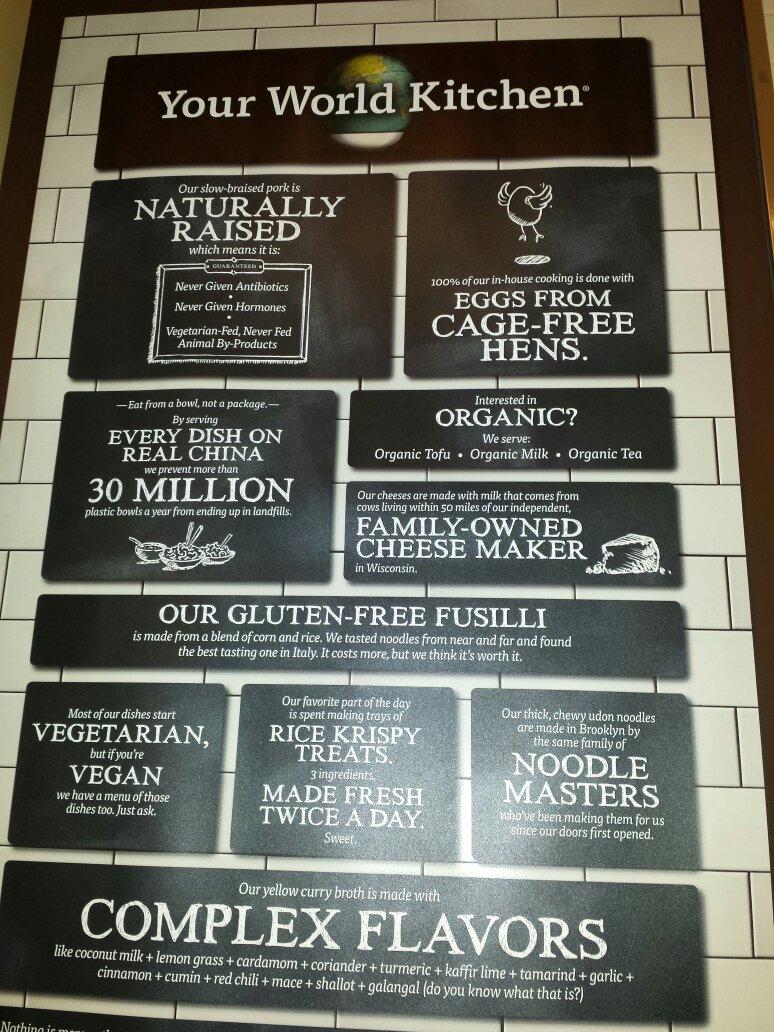 Your World Kitchen®
Our slow-braised pork is
NATURALLY
RAISED
which means it is:
GUARANTEED
Never Given Antibiotics
•
Never Given Hormones
•
Vegetarian-Fed, Never Fed
Animal By-Products
100% of our in-house cooking is done with
EGGS FROM
CAGE-FREE
HENS.
—Eat from a bowl, not a package.—
By serving
EVERY DISH ON
REAL CHINA
we prevent more than
30 MILLION
plastic bowls a year from ending up in landfills.
Interested in
ORGANIC?
We serve:
Organic Tofu • Organic Milk • Organic Tea
Our cheeses are made with milk that comes from
cows living within 50 miles of our independent,
FAMILY-OWNED
CHEESE MAKER
in Wisconsin.
OUR GLUTEN-FREE FUSILLI
is made from a blend of corn and rice. We tasted noodles from near and far and found
the best tasting one in Italy. It costs more, but we think it's worth it.
Most of our dishes start
VEGETARIAN,
but if you're
VEGAN
we have a menu of those
dishes too. Just ask.
Our favorite part of the day
is spent making trays of
RICE KRISPY
TREATS.
3 ingredients,
MADE FRESH
TWICE A DAY.
Sweet.
Our thick, chewy udon noodles
are made in Brooklyn by
the same family of
NOODLE
MASTERS
who've been making them for us
since our doors first opened.
Our yellow curry broth is made with
COMPLEX FLAVORS
like coconut milk + lemon grass + cardamom + coriander + turmeric + kaffir lime + tamarind + garlic +
cinnamon + cumin + red chili + mace + shallot + galangal (do you know what that is?)
Nothing is